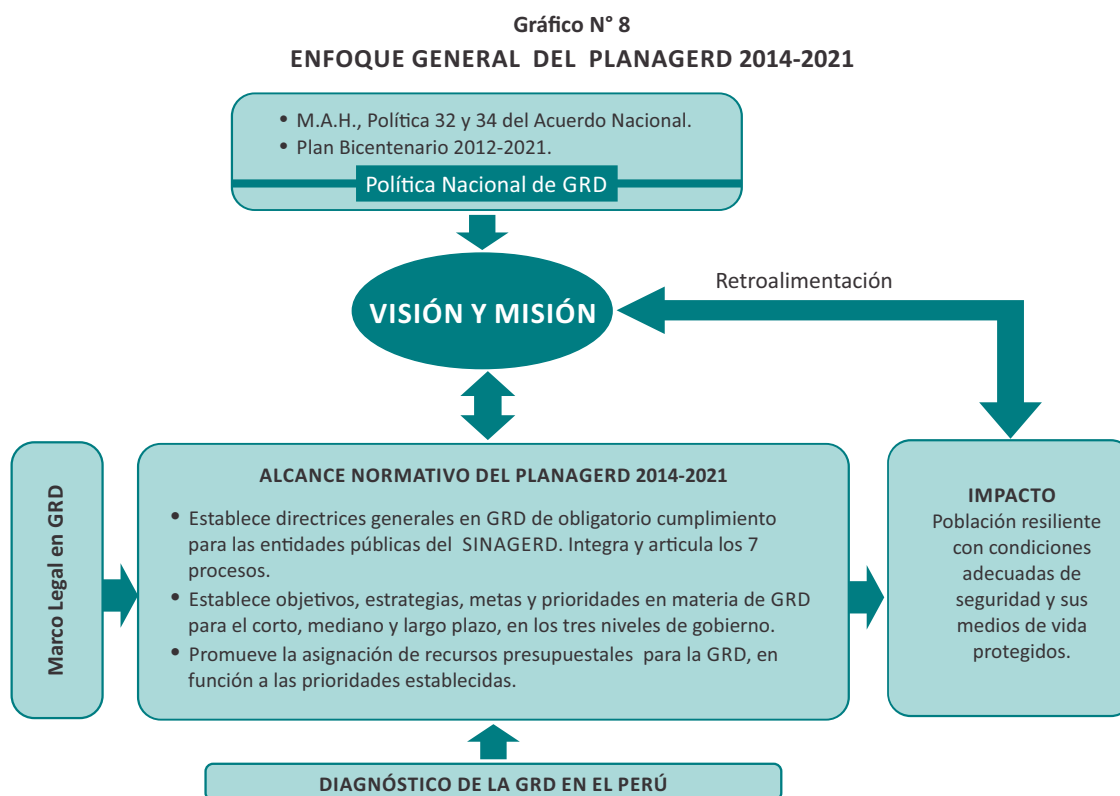 Gráfico N° 8
ENFOQUE GENERAL DEL PLANAGERD 2014-2021
• M.A.H., Política 32 y 34 del Acuerdo Nacional.
• Plan Bicentenario 2012-2021.
Política Nacional de GRD
VISIÓN Y MISIÓN
Retroalimentación
Marco Legal en GRD
ALCANCE NORMATIVO DEL PLANAGERD 2014-2021
• Establece directrices generales en GRD de obligatorio cumplimiento
para las entidades públicas del SINAGERD. Integra y articula los 7
procesos.
• Establece objetivos, estrategias, metas y prioridades en materia de GRD
para el corto, mediano y largo plazo, en los tres niveles de gobierno.
• Promueve la asignación de recursos presupuestales para la GRD, en
función a las prioridades establecidas.
IMPACTO
Población resiliente
con condiciones
adecuadas de
seguridad y sus
medios de vida
protegidos.
DIAGNÓSTICO DE LA GRD EN EL PERÚ